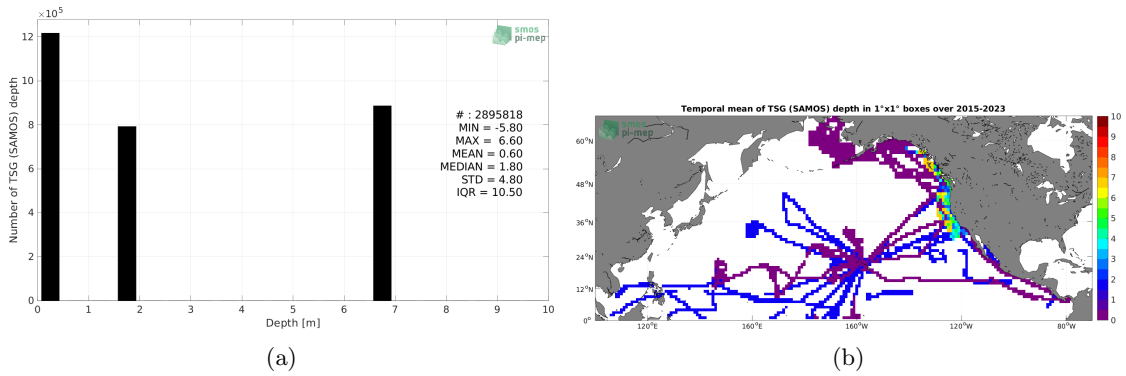 ×10⁵
12
10
8
6
4
2
0
Number of TSG (SAMOS) depth
0 1 2 3 4 5 6 7 8 9 10
Depth [m]
smos
pi-mep
# : 2895818
MIN = -5.80
MAX = 6.60
MEAN = 0.60
MEDIAN = 1.80
STD = 4.80
IQR = 10.50
(a)
Temporal mean of TSG (SAMOS) depth in 1°x1° boxes over 2015-2023
smos
pi-mep
60°N
48°N
36°N
24°N
12°N
0°
120°E 160°E 160°W 120°W 80°W
10
9
8
7
6
5
4
3
2
1
0
(b)